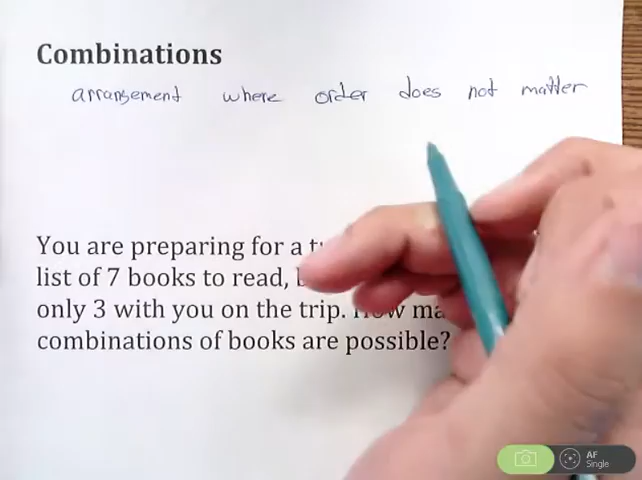 Combinations
arrangement where order does not matter
You are preparing for a
list of 7 books to read,
only 3 with you on the trip. How
combinations of books are possible?
AF
Single